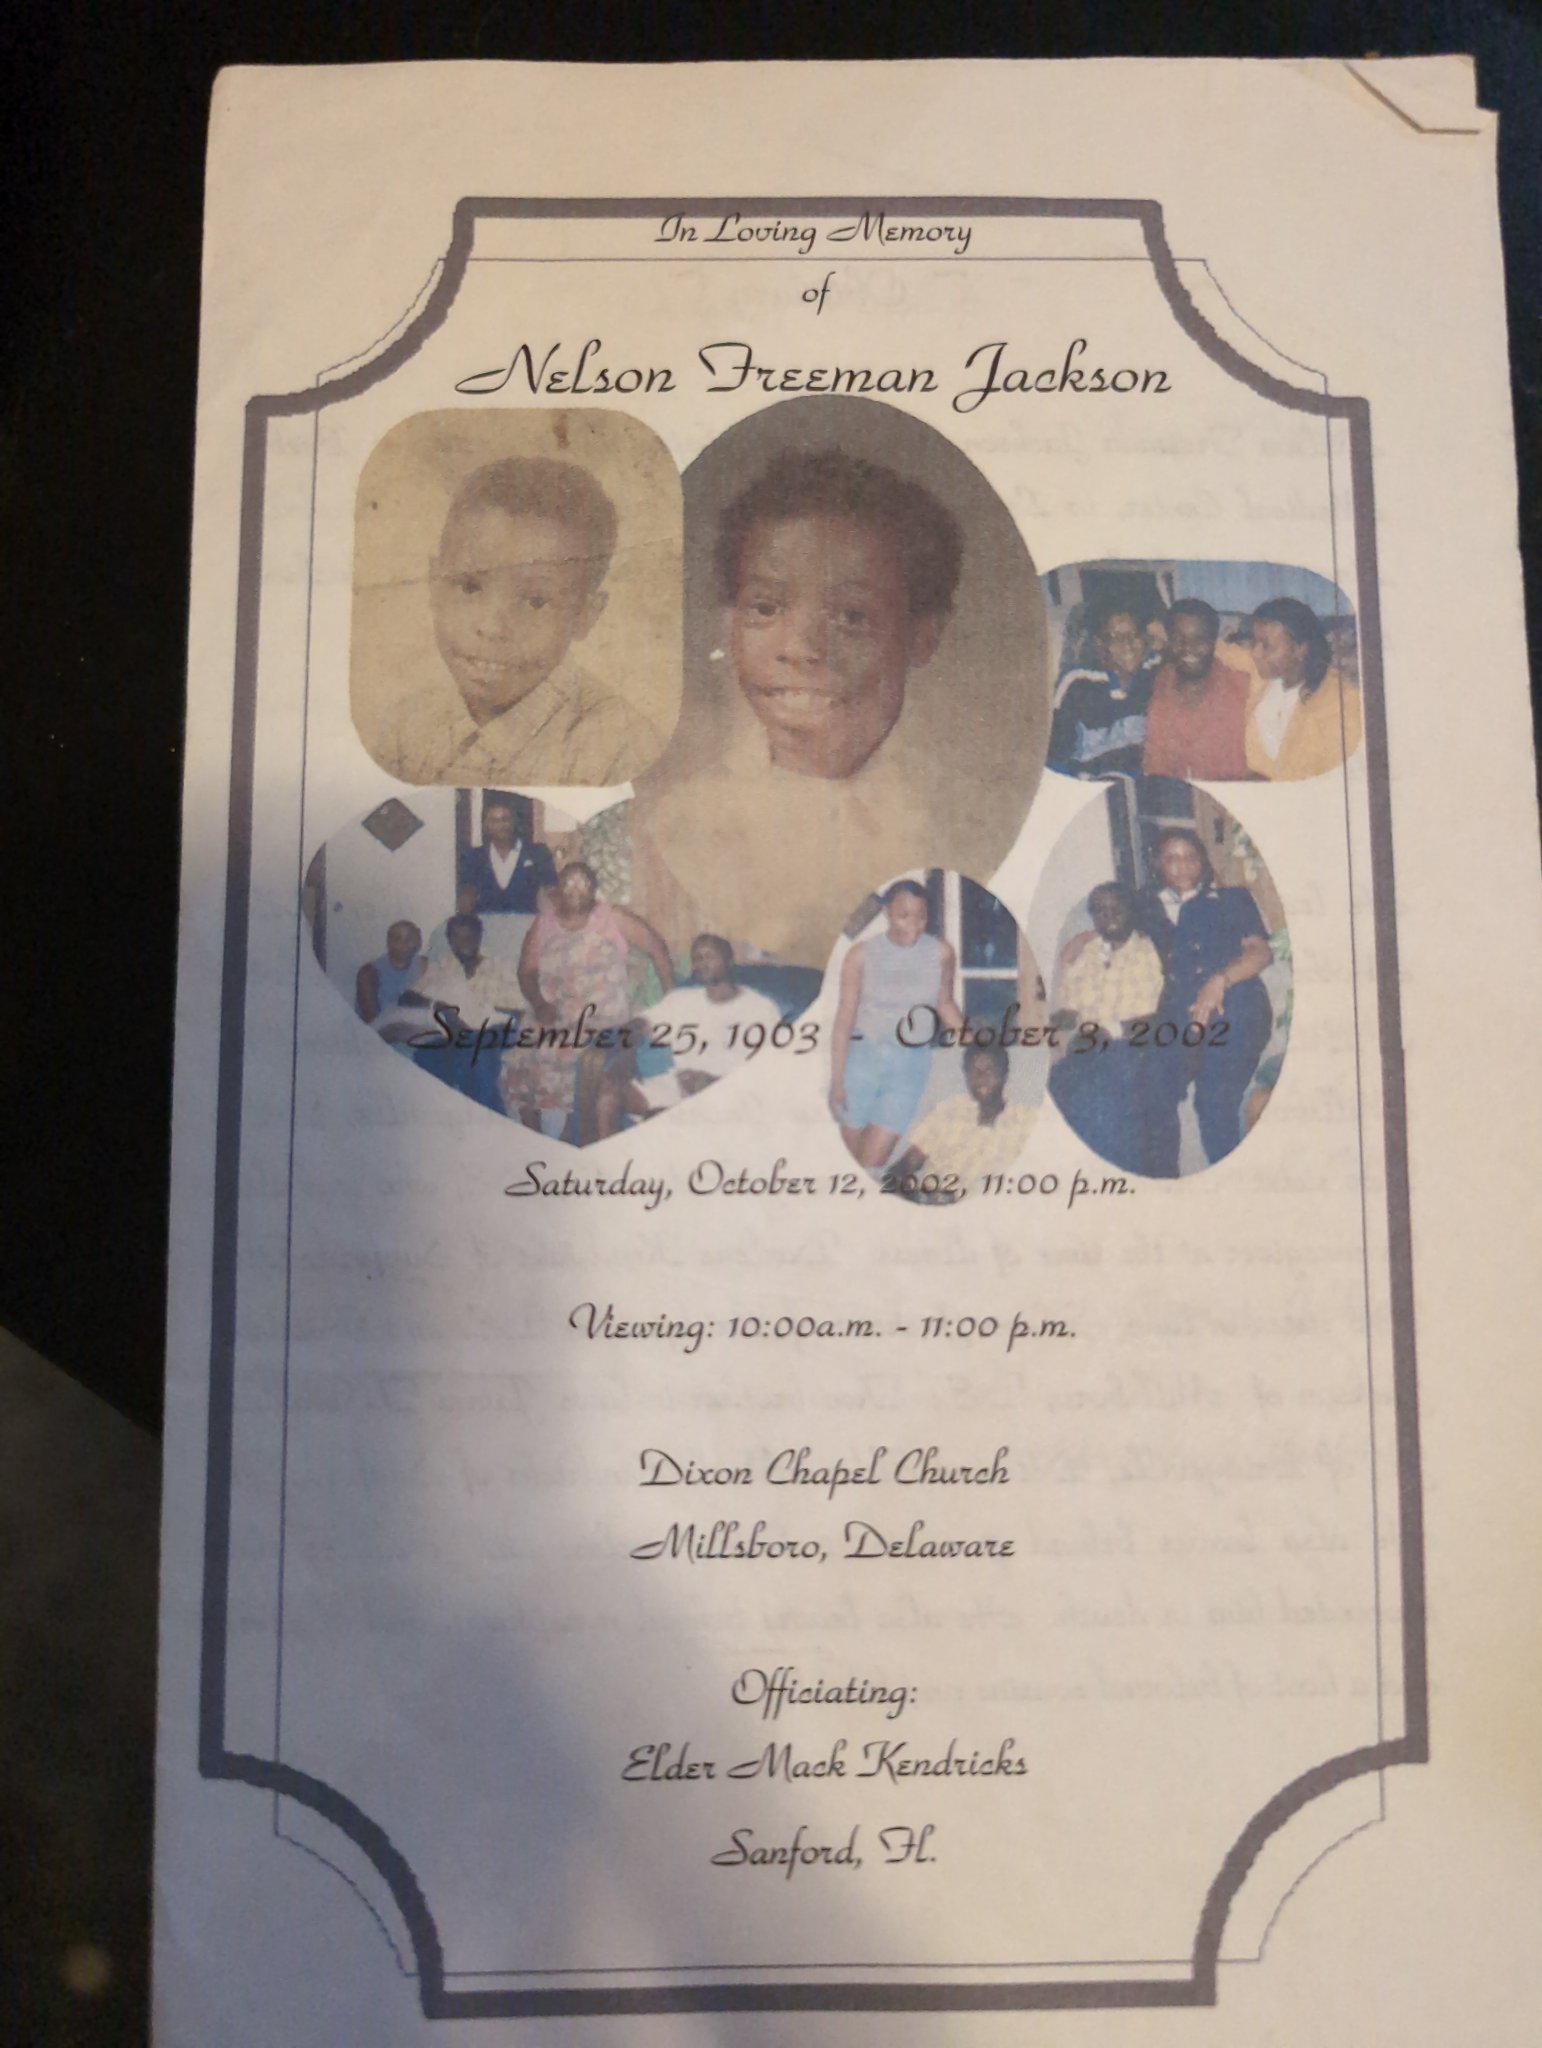 In Loving Memory
of
Nelson Freeman Jackson
September 25, 1963 - October 3, 2002
Saturday, October 12, 2002, 11:00 p.m.
Viewing: 10:00a.m. - 11:00 p.m.
Dixon Chapel Church
Millsboro, Delaware
Officiating:
Elder Mack Kendricks
Sanford, Fl.